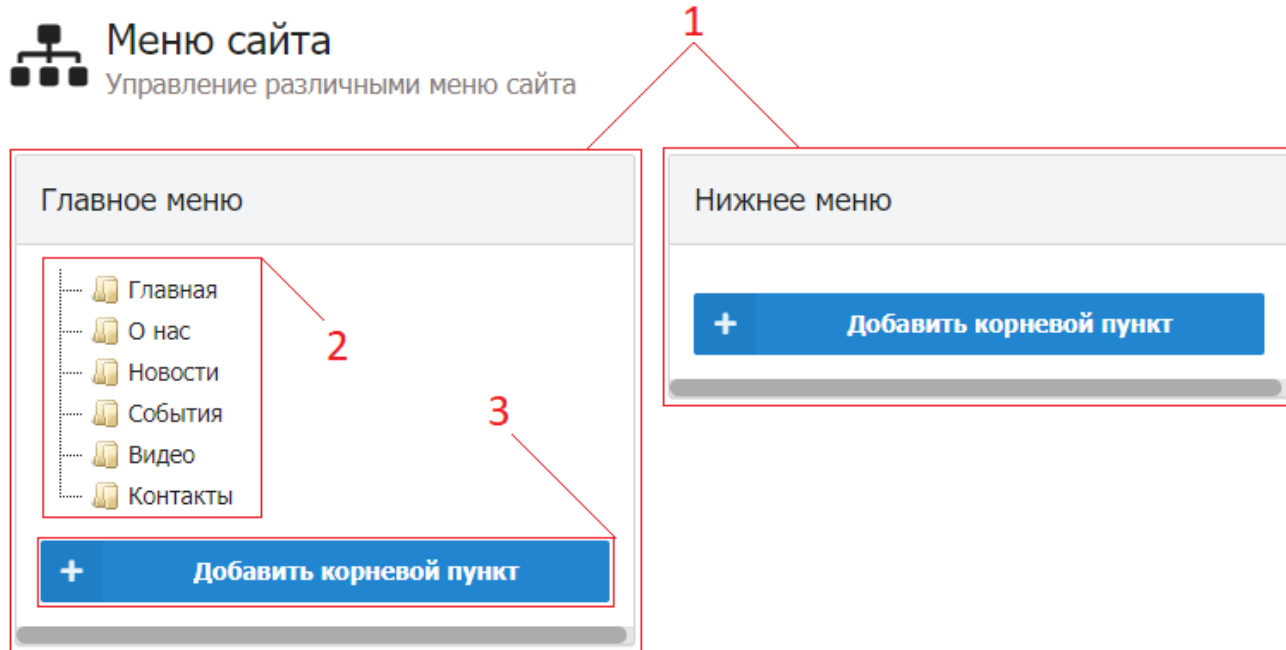 Меню сайта
Управление различными меню сайта
1
Главное меню
Главная
О нас
Новости
События
Видео
Контакты
2
3
+ Добавить корневой пункт
Нижнее меню
+ Добавить корневой пункт